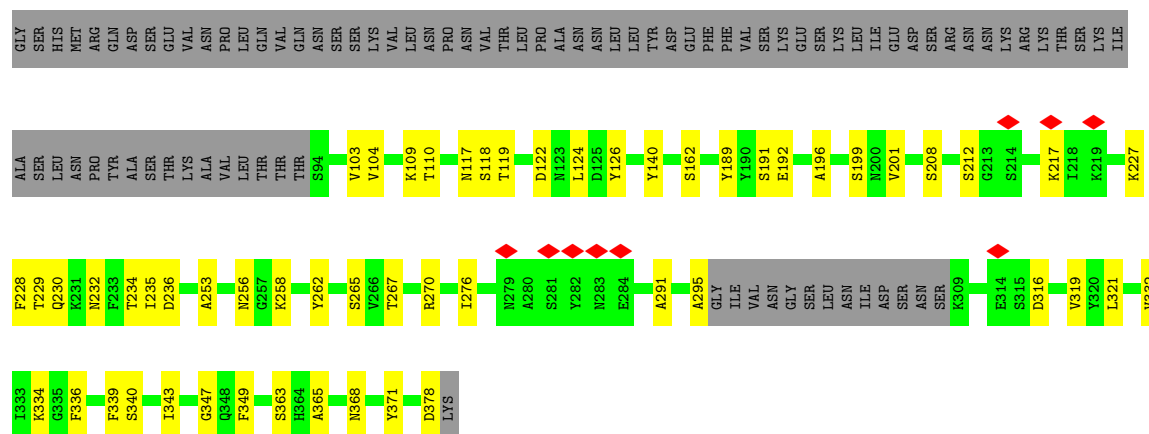 GLY SER HIS MET ARG GLN ASP SER GLU VAL ASN PRO LEU GLN VAL GLN ASN SER SER LYS VAL LEU ASN PRO ASN VAL THR LEU PRO ALA ASN ASN LEU LEU TYR ASP GLU PHE PHE VAL SER LYS GLU SER LYS LEU ILE GLU ASP SER ARG ASN ASN LYS ARG LYS THR SER LYS ILE
ALA SER LEU ASN PRO TYR ALA SER THR LYS ALA VAL LEU THR THR THR S94 V103 V104 K109 T110 N117 S118 T119 D122 N123 L124 D125 Y126 Y140 S162 Y189 Y190 S191 E192 A196 S199 N200 V201 S208 S212 G213 S214 K217 I218 K219 K227
F228 T229 Q230 K231 N232 F233 T234 I235 D236 A253 N256 G257 K258 Y262 S265 V266 T267 R270 I276 N279 A280 S281 Y282 N283 E284 A291 A295 GLY ILE VAL ASN GLY SER LEU ASN ILE ASP SER ASN SER K309 E314 S315 D316 V319 Y320 L321
I333 K334 G335 F336 F339 S340 I343 G347 Q348 F349 S363 H364 A365 N368 Y371 D378 LYS